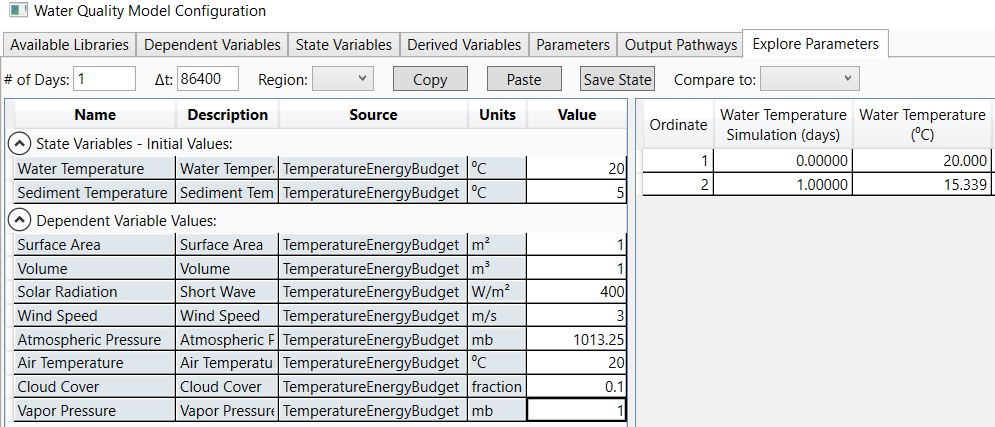 Water Quality Model Configuration
Available Libraries Dependent Variables State Variables Derived Variables Parameters Output Pathways Explore Parameters
# of Days: 1 Δt: 86400 Region: Copy Paste Save State Compare to:
Name Description Source Units Value
State Variables - Initial Values:
Water Temperature Water Temper TemperatureEnergyBudget ⁰C 20
Sediment Temperature Sediment Tem TemperatureEnergyBudget ⁰C 5
Dependent Variable Values:
Surface Area Surface Area TemperatureEnergyBudget m² 1
Volume Volume TemperatureEnergyBudget m³ 1
Solar Radiation Short Wave TemperatureEnergyBudget W/m² 400
Wind Speed Wind Speed TemperatureEnergyBudget m/s 3
Atmospheric Pressure Atmospheric P TemperatureEnergyBudget mb 1013.25
Air Temperature Air Temperatu TemperatureEnergyBudget ⁰C 20
Cloud Cover Cloud Cover TemperatureEnergyBudget fraction 0.1
Vapor Pressure Vapor Pressure TemperatureEnergyBudget mb 1
Ordinate Water Temperature Simulation (days) Water Temperature (⁰C)
1 0.00000 20.000
2 1.00000 15.339